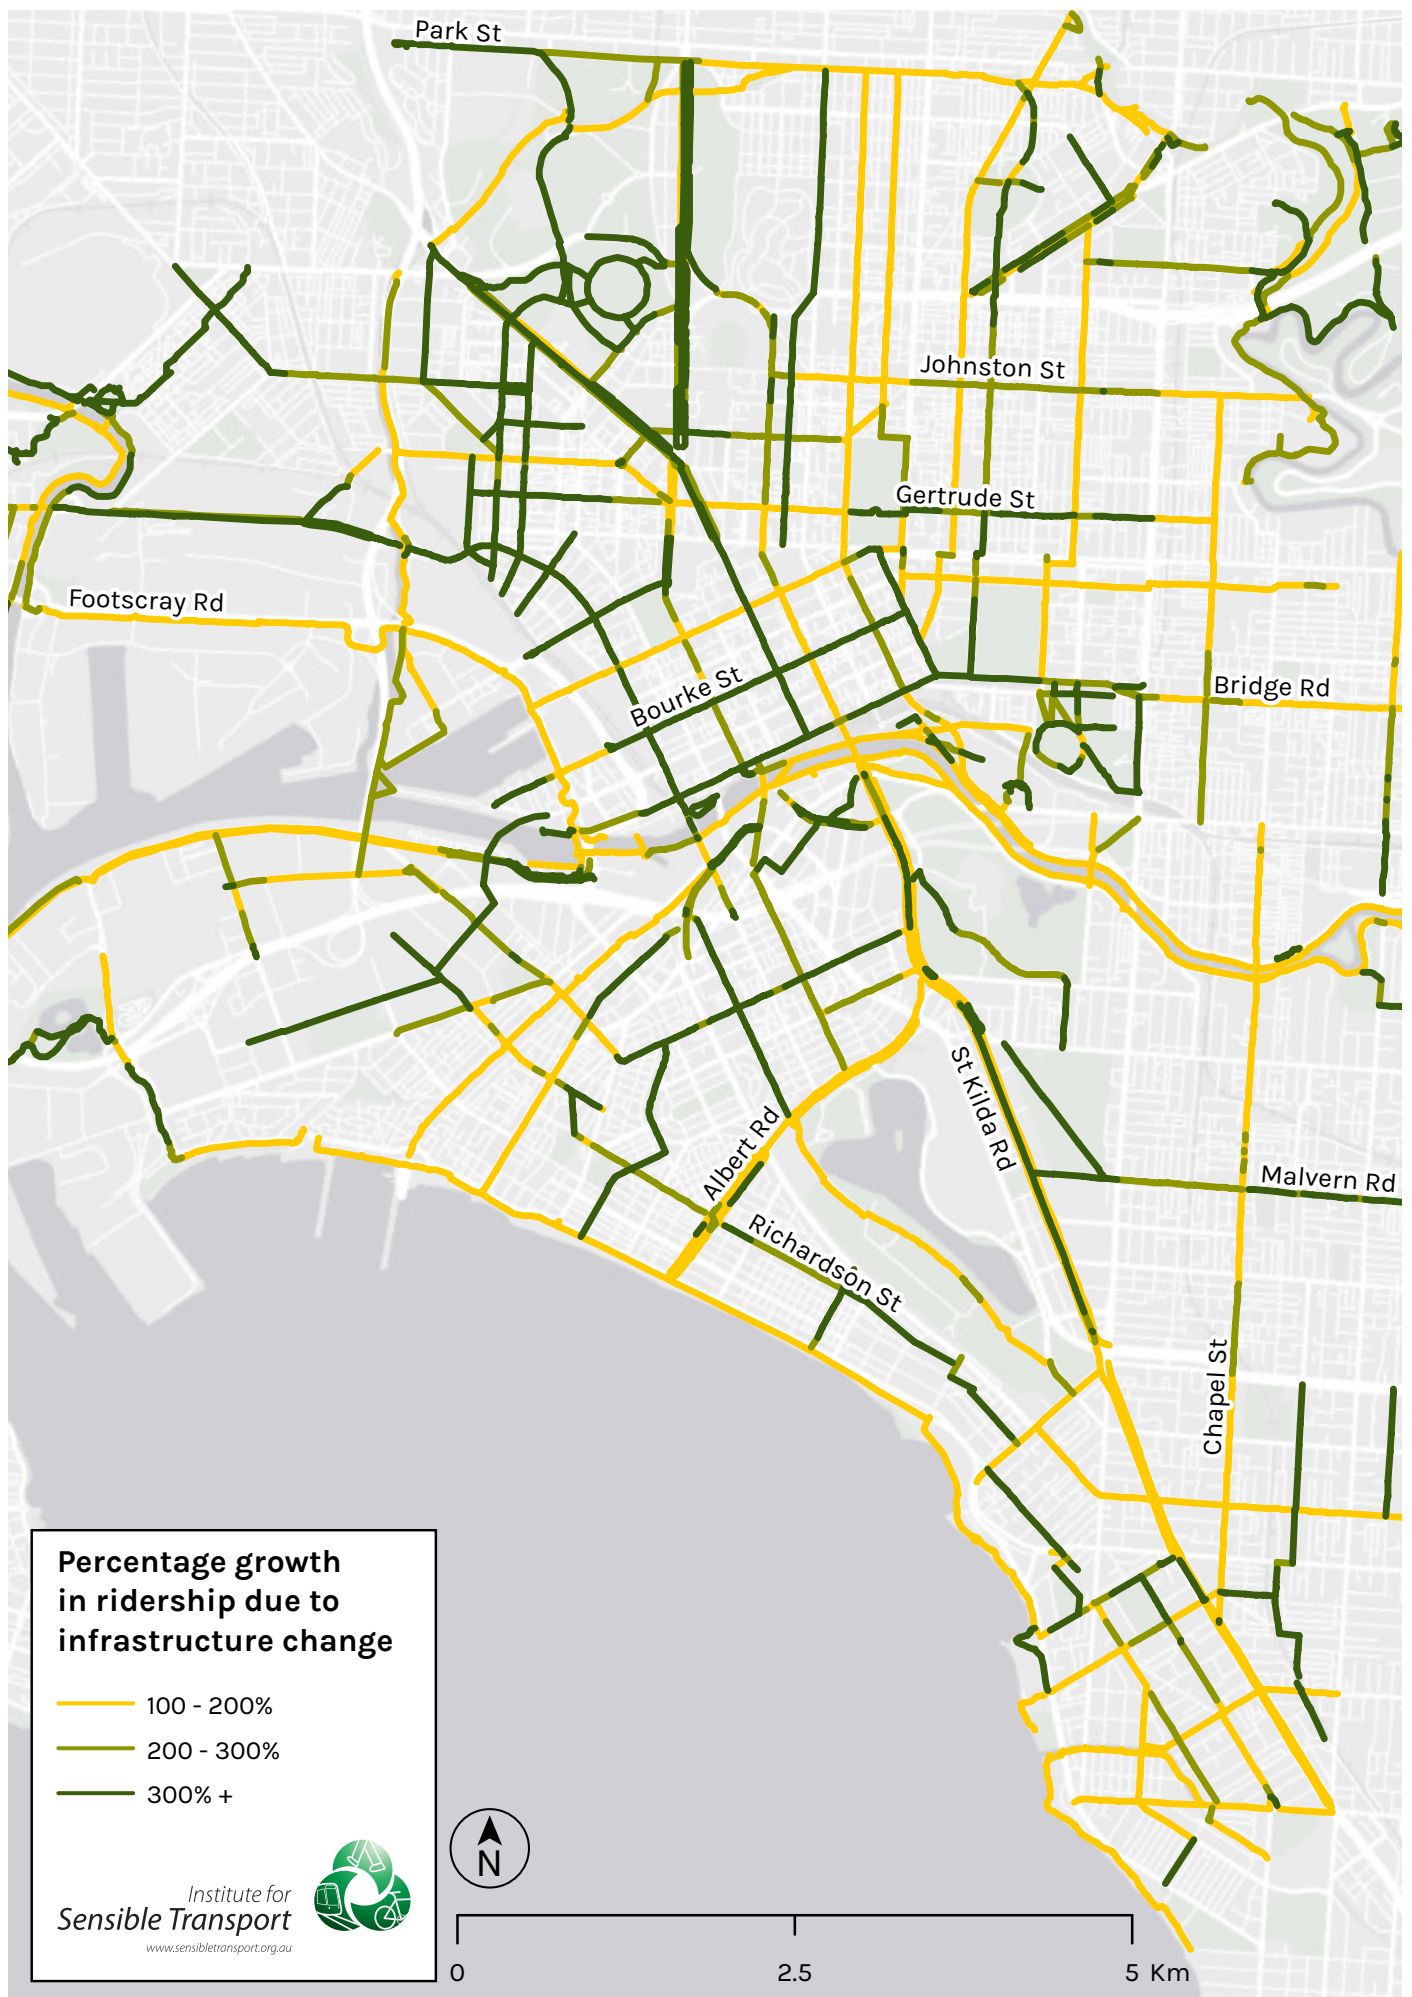 Park St
Johnston St
Gertrude St
Footscray Rd
Bourke St
Bridge Rd
St Kilda Rd
Albert Rd
Malvern Rd
Richardson St
Chapel St
Percentage growth
in ridership due to
infrastructure change
100 - 200%
200 - 300%
300% +
Institute for
Sensible Transport
www.sensibletransport.org.au
N
0 2.5 5 Km